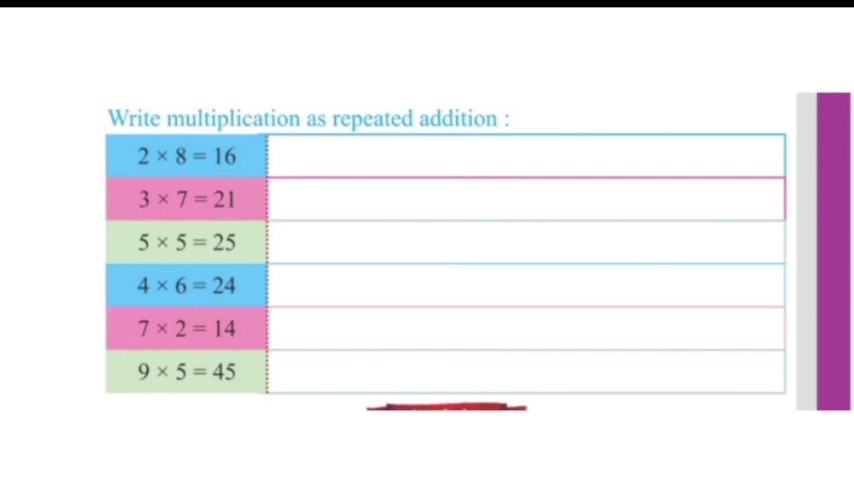 Write multiplication as repeated addition :
2 × 8 = 16
3 × 7 = 21
5 × 5 = 25
4 × 6 = 24
7 × 2 = 14
9 × 5 = 45